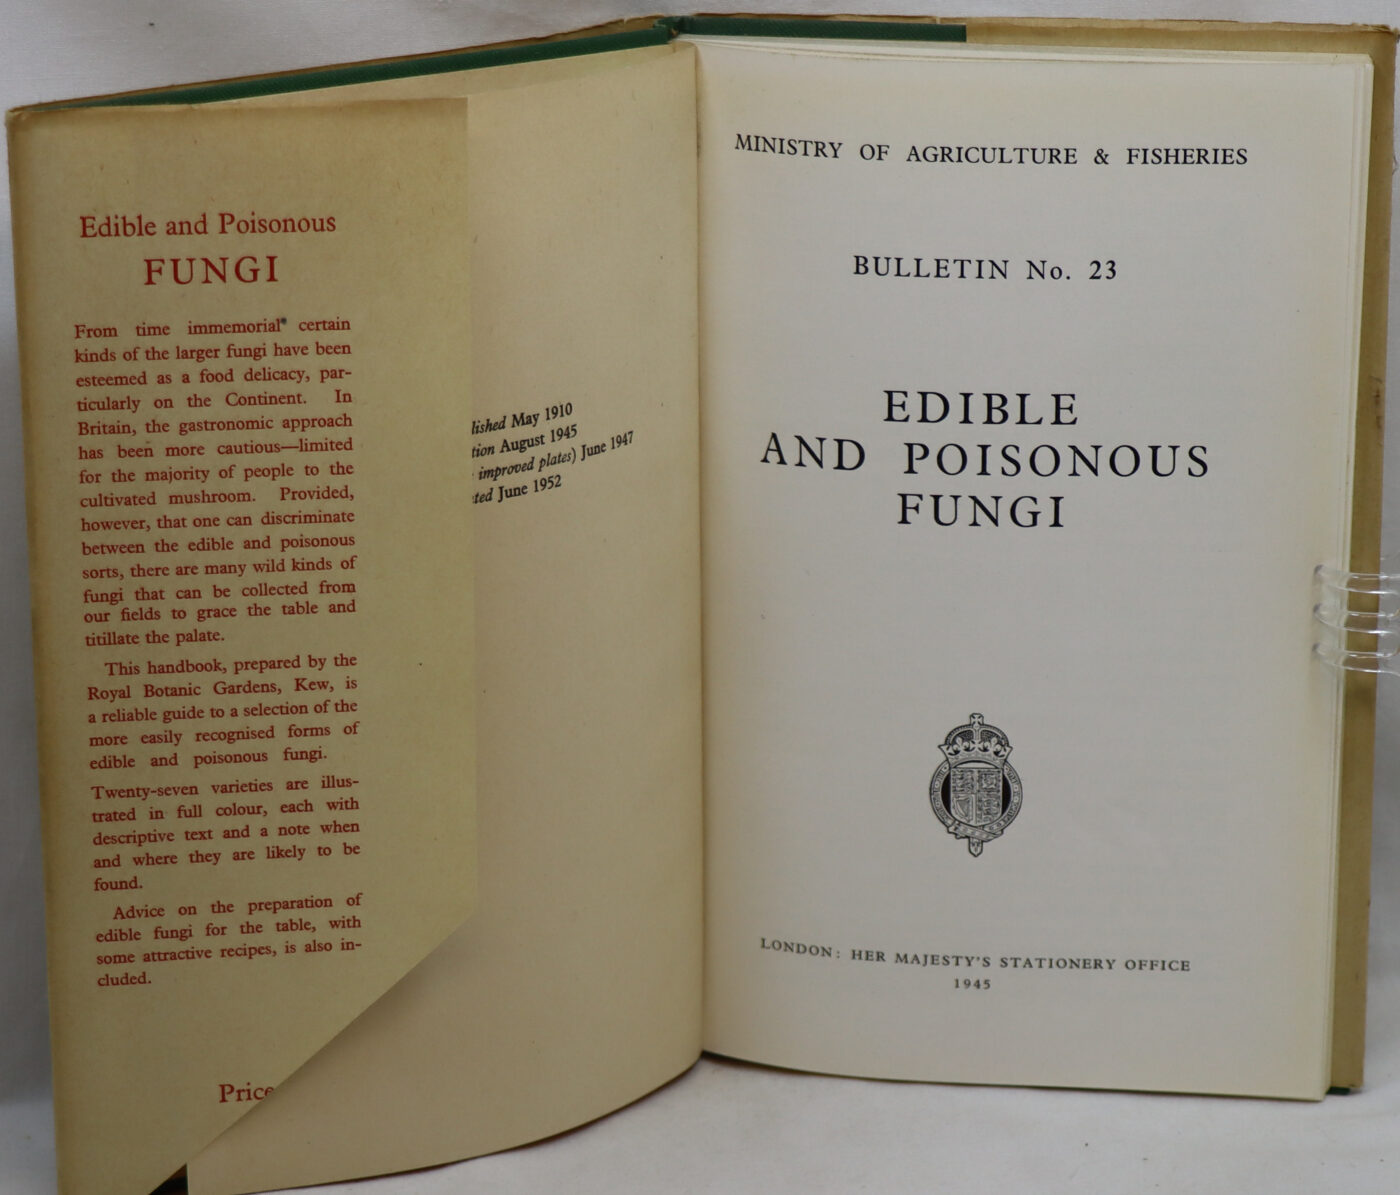 Edible and Poisonous
FUNGI
From time immemorial certain
kinds of the larger fungi have been
esteemed as a food delicacy, par-
ticularly on the Continent. In
Britain, the gastronomic approach
has been more cautious—limited
for the majority of people to the
cultivated mushroom. Provided,
however, that one can discriminate
between the edible and poisonous
sorts, there are many wild kinds of
fungi that can be collected from
our fields to grace the table and
titillate the palate.
This handbook, prepared by the
Royal Botanic Gardens, Kew, is
a reliable guide to a selection of the
more easily recognised forms of
edible and poisonous fungi.
Twenty-seven varieties are illus-
trated in full colour, each with
descriptive text and a note when
and where they are likely to be
found.
Advice on the preparation of
edible fungi for the table, with
some attractive recipes, is also in-
cluded.
Price
lished May 1910
tion August 1945
improved plates) June 1947
ted June 1952
MINISTRY OF AGRICULTURE & FISHERIES
BULLETIN No. 23
EDIBLE
AND POISONOUS
FUNGI
LONDON: HER MAJESTY'S STATIONERY OFFICE
1945